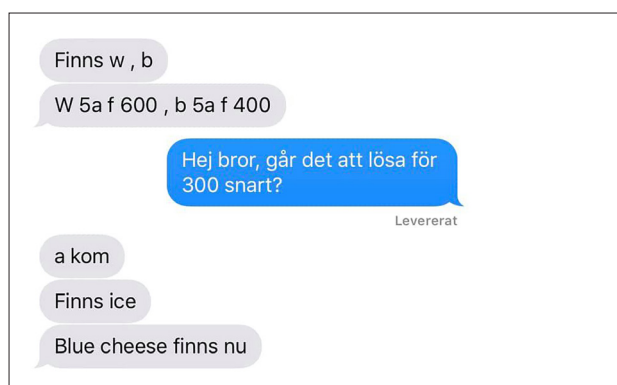 Finns w , b
W 5a f 600 , b 5a f 400
Hej bror, går det att lösa för
300 snart?
Levererat
a kom
Finns ice
Blue cheese finns nu